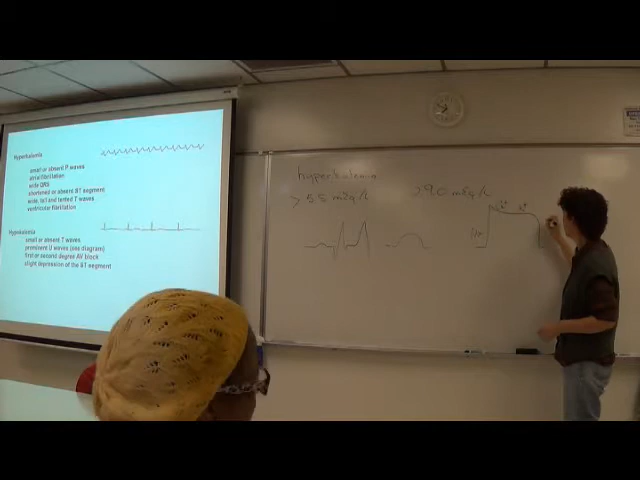 Hyperkalemia
small or absent P waves
atrial fibrillation
wide QRS
shortened or absent ST segment
wide, tall and tented T waves
ventricular fibrillation
Hypokalemia
small or absent T waves
prominent U waves (see diagram)
first or second degree AV block
slight depression of the ST segment
hyperkalemia
> 5.5 mEq/L
≥9.0 mEq/L